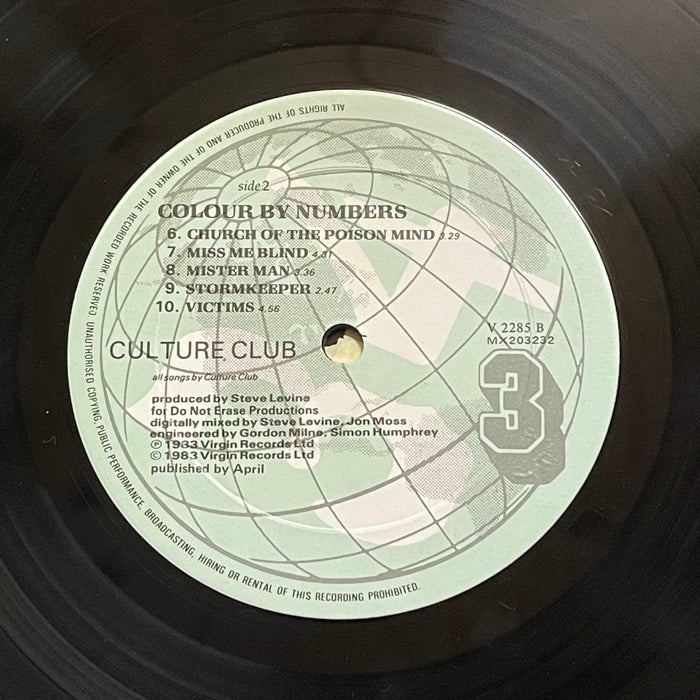 ALL RIGHTS OF THE PRODUCER AND OF THE OWNER OF THE RECORDED WORK RESERVED. UNAUTHORISED COPYING, PUBLIC PERFORMANCE, BROADCASTING, HIRING OR RENTAL OF THIS RECORDING PROHIBITED.
side 2
COLOUR BY NUMBERS
6. CHURCH OF THE POISON MIND 3.29
7. MISS ME BLIND 4.31
8. MISTER MAN 3.36
9. STORMKEEPER 2.47
10. VICTIMS 4.56
V 2285 B
MX203232
CULTURE CLUB
3
all songs by Culture Club
produced by Steve Levine
for Do Not Erase Productions
digitally mixed by Steve Levine, Jon Moss
engineered by Gordon Milne, Simon Humphrey
℗ 1983 Virgin Records Ltd
© 1983 Virgin Records Ltd
published by April